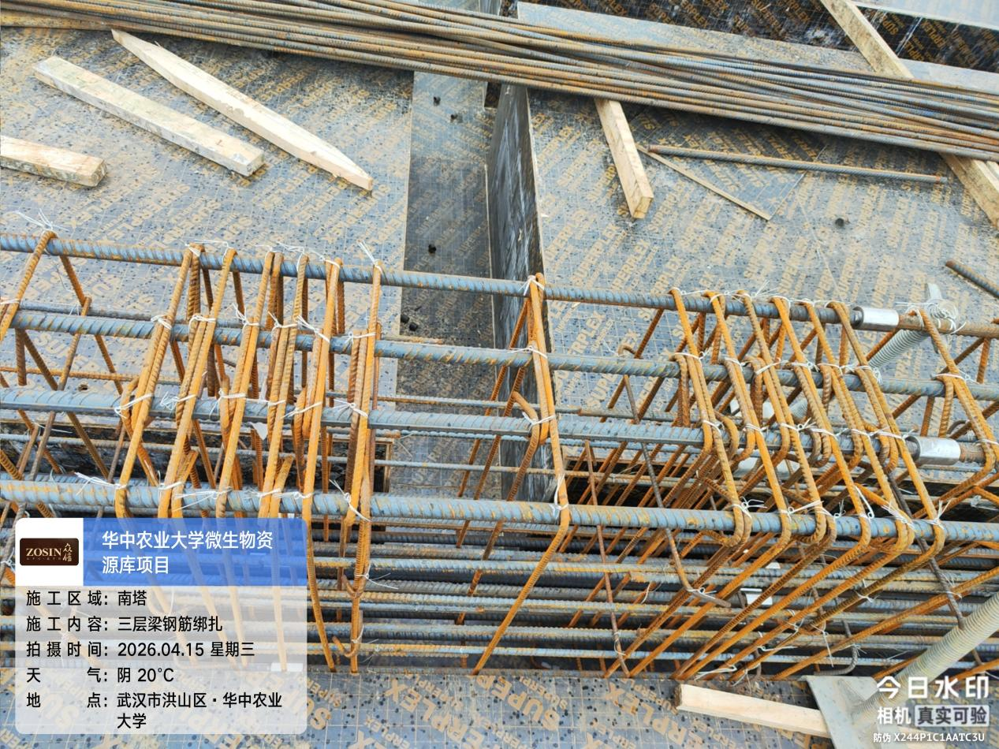 ZOSIN 众信
华中农业大学微生物资
源库项目
施工区域：南塔
施工内容：三层梁钢筋绑扎
拍摄时间：2026.04.15 星期三
天气：阴 20℃
地点：武汉市洪山区·华中农业
大学
今日水印
相机 真实可验
防伪 X244P1C1AATC3U
SUPERPLEX